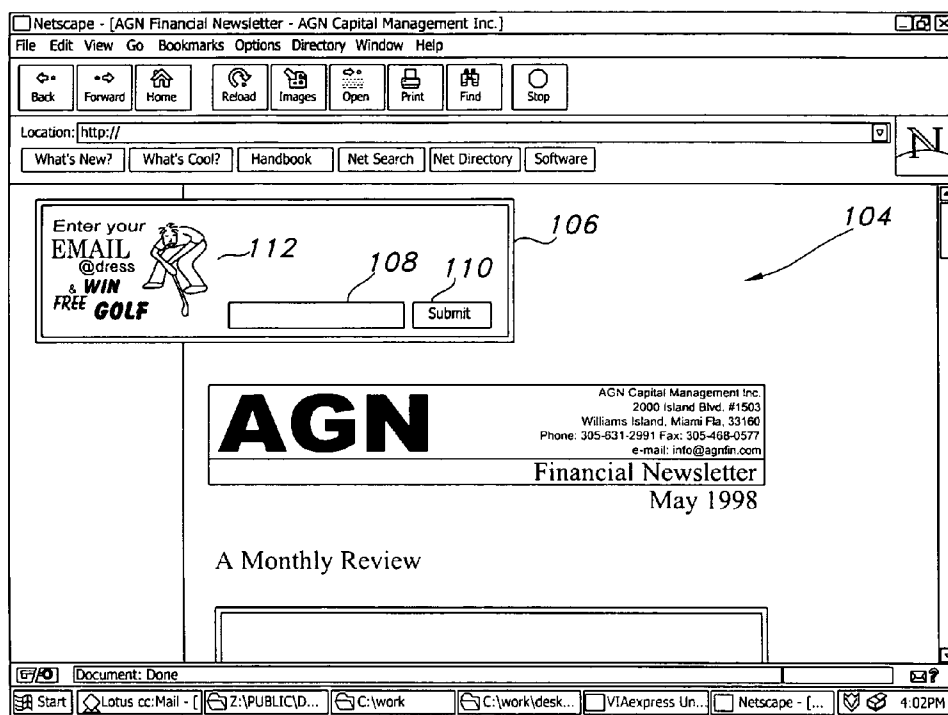 Netscape - [AGN Financial Newsletter - AGN Capital Management Inc.]
File Edit View Go Bookmarks Options Directory Window Help
Back Forward Home Reload Images Open Print Find Stop
Location: http://
N
What's New? What's Cool? Handbook Net Search Net Directory Software
106
104
Enter your
EMAIL
@dress
& WIN
FREE GOLF
112
108
110
Submit
AGN
AGN Capital Management Inc.
2000 Island Blvd. #1503
Williams Island, Miami Fla, 33160
Phone: 305-631-2991 Fax: 305-468-0577
e-mail: info@agnfin.com
Financial Newsletter
May 1998
A Monthly Review
Document: Done
?
Start Lotus cc:Mail - [ Z:\PUBLIC\D... C:\work C:\work\desk... VIAexpress Un... Netscape - [... 4:02PM